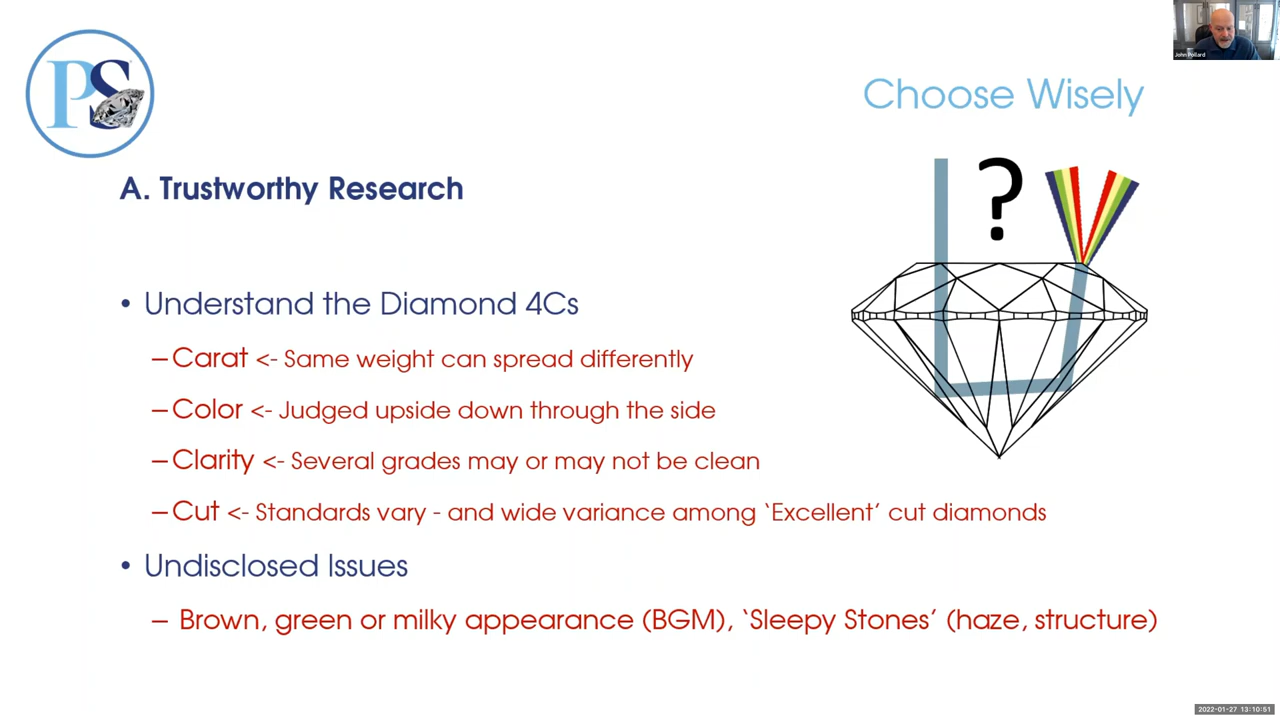 PS
John Pollard
Choose Wisely
A. Trustworthy Research
?
• Understand the Diamond 4Cs
–Carat <- Same weight can spread differently
–Color <- Judged upside down through the side
–Clarity <- Several grades may or may not be clean
–Cut <- Standards vary - and wide variance among ‘Excellent’ cut diamonds
• Undisclosed Issues
– Brown, green or milky appearance (BGM), ‘Sleepy Stones’ (haze, structure)
2022-01-27 13:10:51